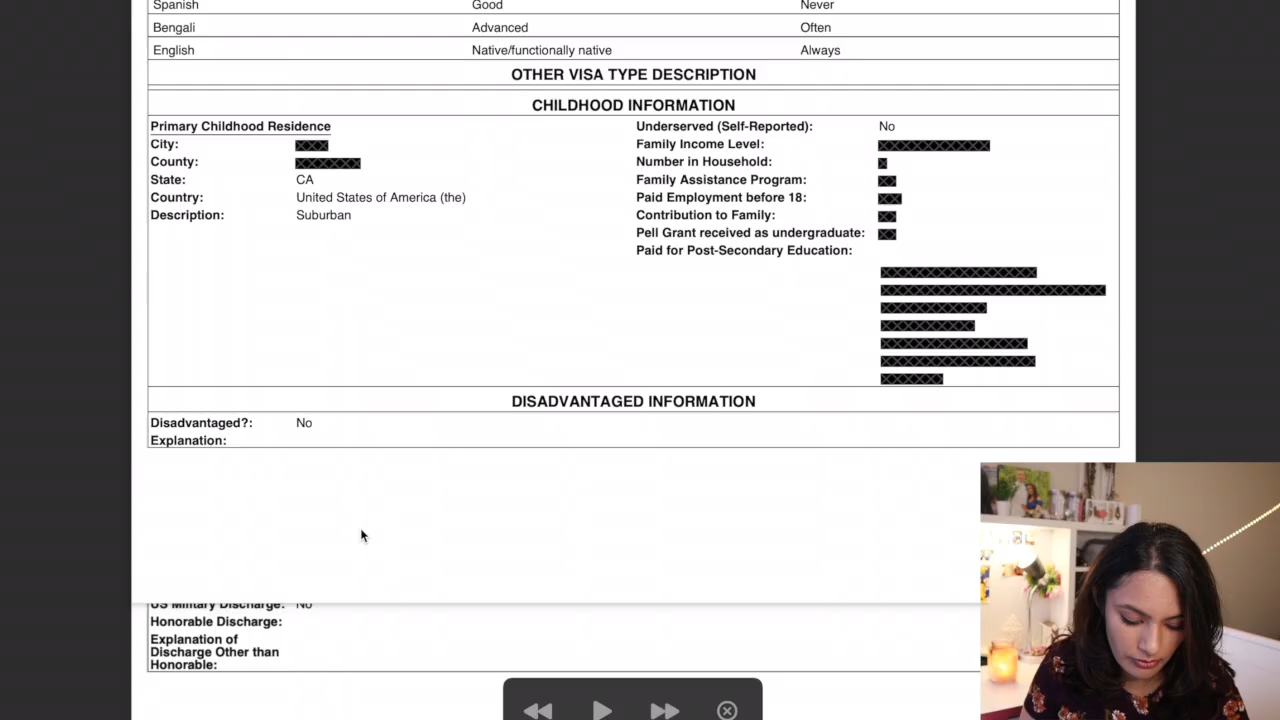 Spanish Good Never
Bengali Advanced Often
English Native/functionally native Always
OTHER VISA TYPE DESCRIPTION
CHILDHOOD INFORMATION
Primary Childhood Residence
City:
County:
State: CA
Country: United States of America (the)
Description: Suburban
Underserved (Self-Reported): No
Family Income Level:
Number in Household:
Family Assistance Program:
Paid Employment before 18:
Contribution to Family:
Pell Grant received as undergraduate:
Paid for Post-Secondary Education:
DISADVANTAGED INFORMATION
Disadvantaged?: No
Explanation:
US Military Discharge: No
Honorable Discharge:
Explanation of
Discharge Other than
Honorable: